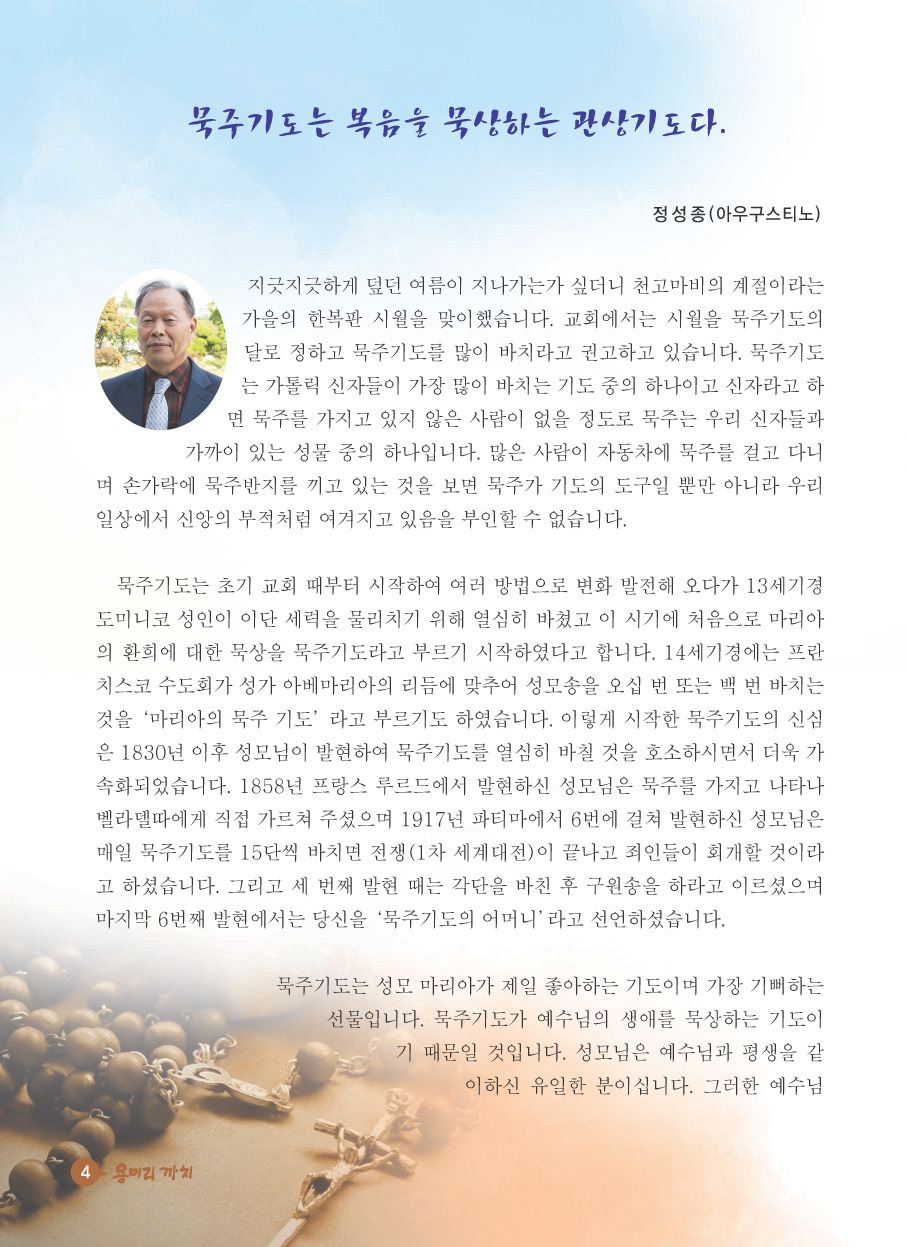 묵주기도는 복음을 묵상하는 관상기도다.
정성종(아우구스티노)
지긋지긋하게 덮던 여름이 지나가는가 싶더니 천고마비의 계절이라는
가을의 한복판 시월을 맞이했습니다. 교회에서는 시월을 묵주기도의
달로 정하고 묵주기도를 많이 바치라고 권고하고 있습니다. 묵주기도
는 가톨릭 신자들이 가장 많이 바치는 기도 중의 하나이고 신자라고 하
면 묵주를 가지고 있지 않은 사람이 없을 정도로 묵주는 우리 신자들과
가까이 있는 성물 중의 하나입니다. 많은 사람이 자동차에 묵주를 걸고 다니
며 손가락에 묵주반지를 끼고 있는 것을 보면 묵주가 기도의 도구일 뿐만 아니라 우리
일상에서 신앙의 부적처럼 여겨지고 있음을 부인할 수 없습니다.
묵주기도는 초기 교회 때부터 시작하여 여러 방법으로 변화 발전해 오다가 13세기경
도미니코 성인이 이단 세력을 물리치기 위해 열심히 바쳤고 이 시기에 처음으로 마리아
의 환희에 대한 묵상을 묵주기도라고 부르기 시작하였다고 합니다. 14세기경에는 프란
치스코 수도회가 성가 아베마리아의 리듬에 맞추어 성모송을 오십 번 또는 백 번 바치는
것을 ‘마리아의 묵주 기도’ 라고 부르기도 하였습니다. 이렇게 시작한 묵주기도의 신심
은 1830년 이후 성모님이 발현하여 묵주기도를 열심히 바칠 것을 호소하시면서 더욱 가
속화되었습니다. 1858년 프랑스 루르드에서 발현하신 성모님은 묵주를 가지고 나타나
벨라델따에게 직접 가르쳐 주셨으며 1917년 파티마에서 6번에 걸쳐 발현하신 성모님은
매일 묵주기도를 15단씩 바치면 전쟁(1차 세계대전)이 끝나고 죄인들이 회개할 것이라
고 하셨습니다. 그리고 세 번째 발현 때는 각단을 바친 후 구원송을 하라고 이르셨으며
마지막 6번째 발현에서는 당신을 ‘묵주기도의 어머니’라고 선언하셨습니다.
묵주기도는 성모 마리아가 제일 좋아하는 기도이며 가장 기뻐하는
선물입니다. 묵주기도가 예수님의 생애를 묵상하는 기도이
기 때문일 것입니다. 성모님은 예수님과 평생을 같
이하신 유일한 분이십니다. 그러한 예수님
4 용머리 까치